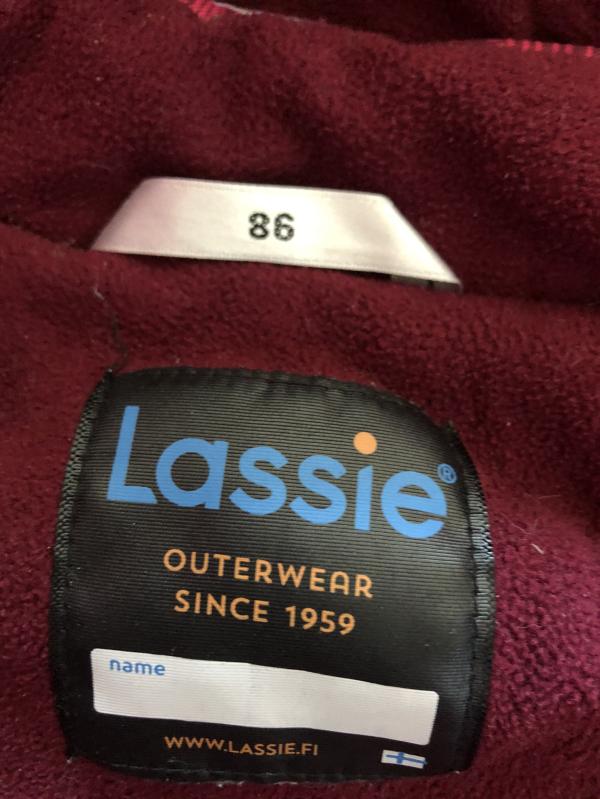 86
Lassie®
OUTERWEAR
SINCE 1959
name
WWW.LASSIE.FI